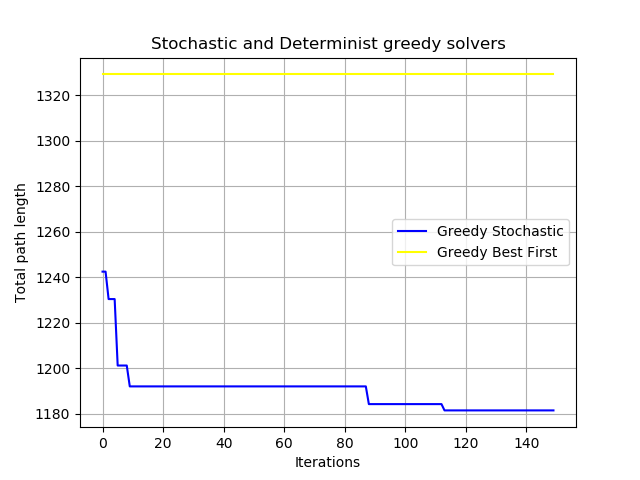 Stochastic and Determinist greedy solvers
1320
1300
1280
1260
1240
1220
1200
1180
Total path length
Greedy Stochastic
Greedy Best First
0 20 40 60 80 100 120 140
Iterations